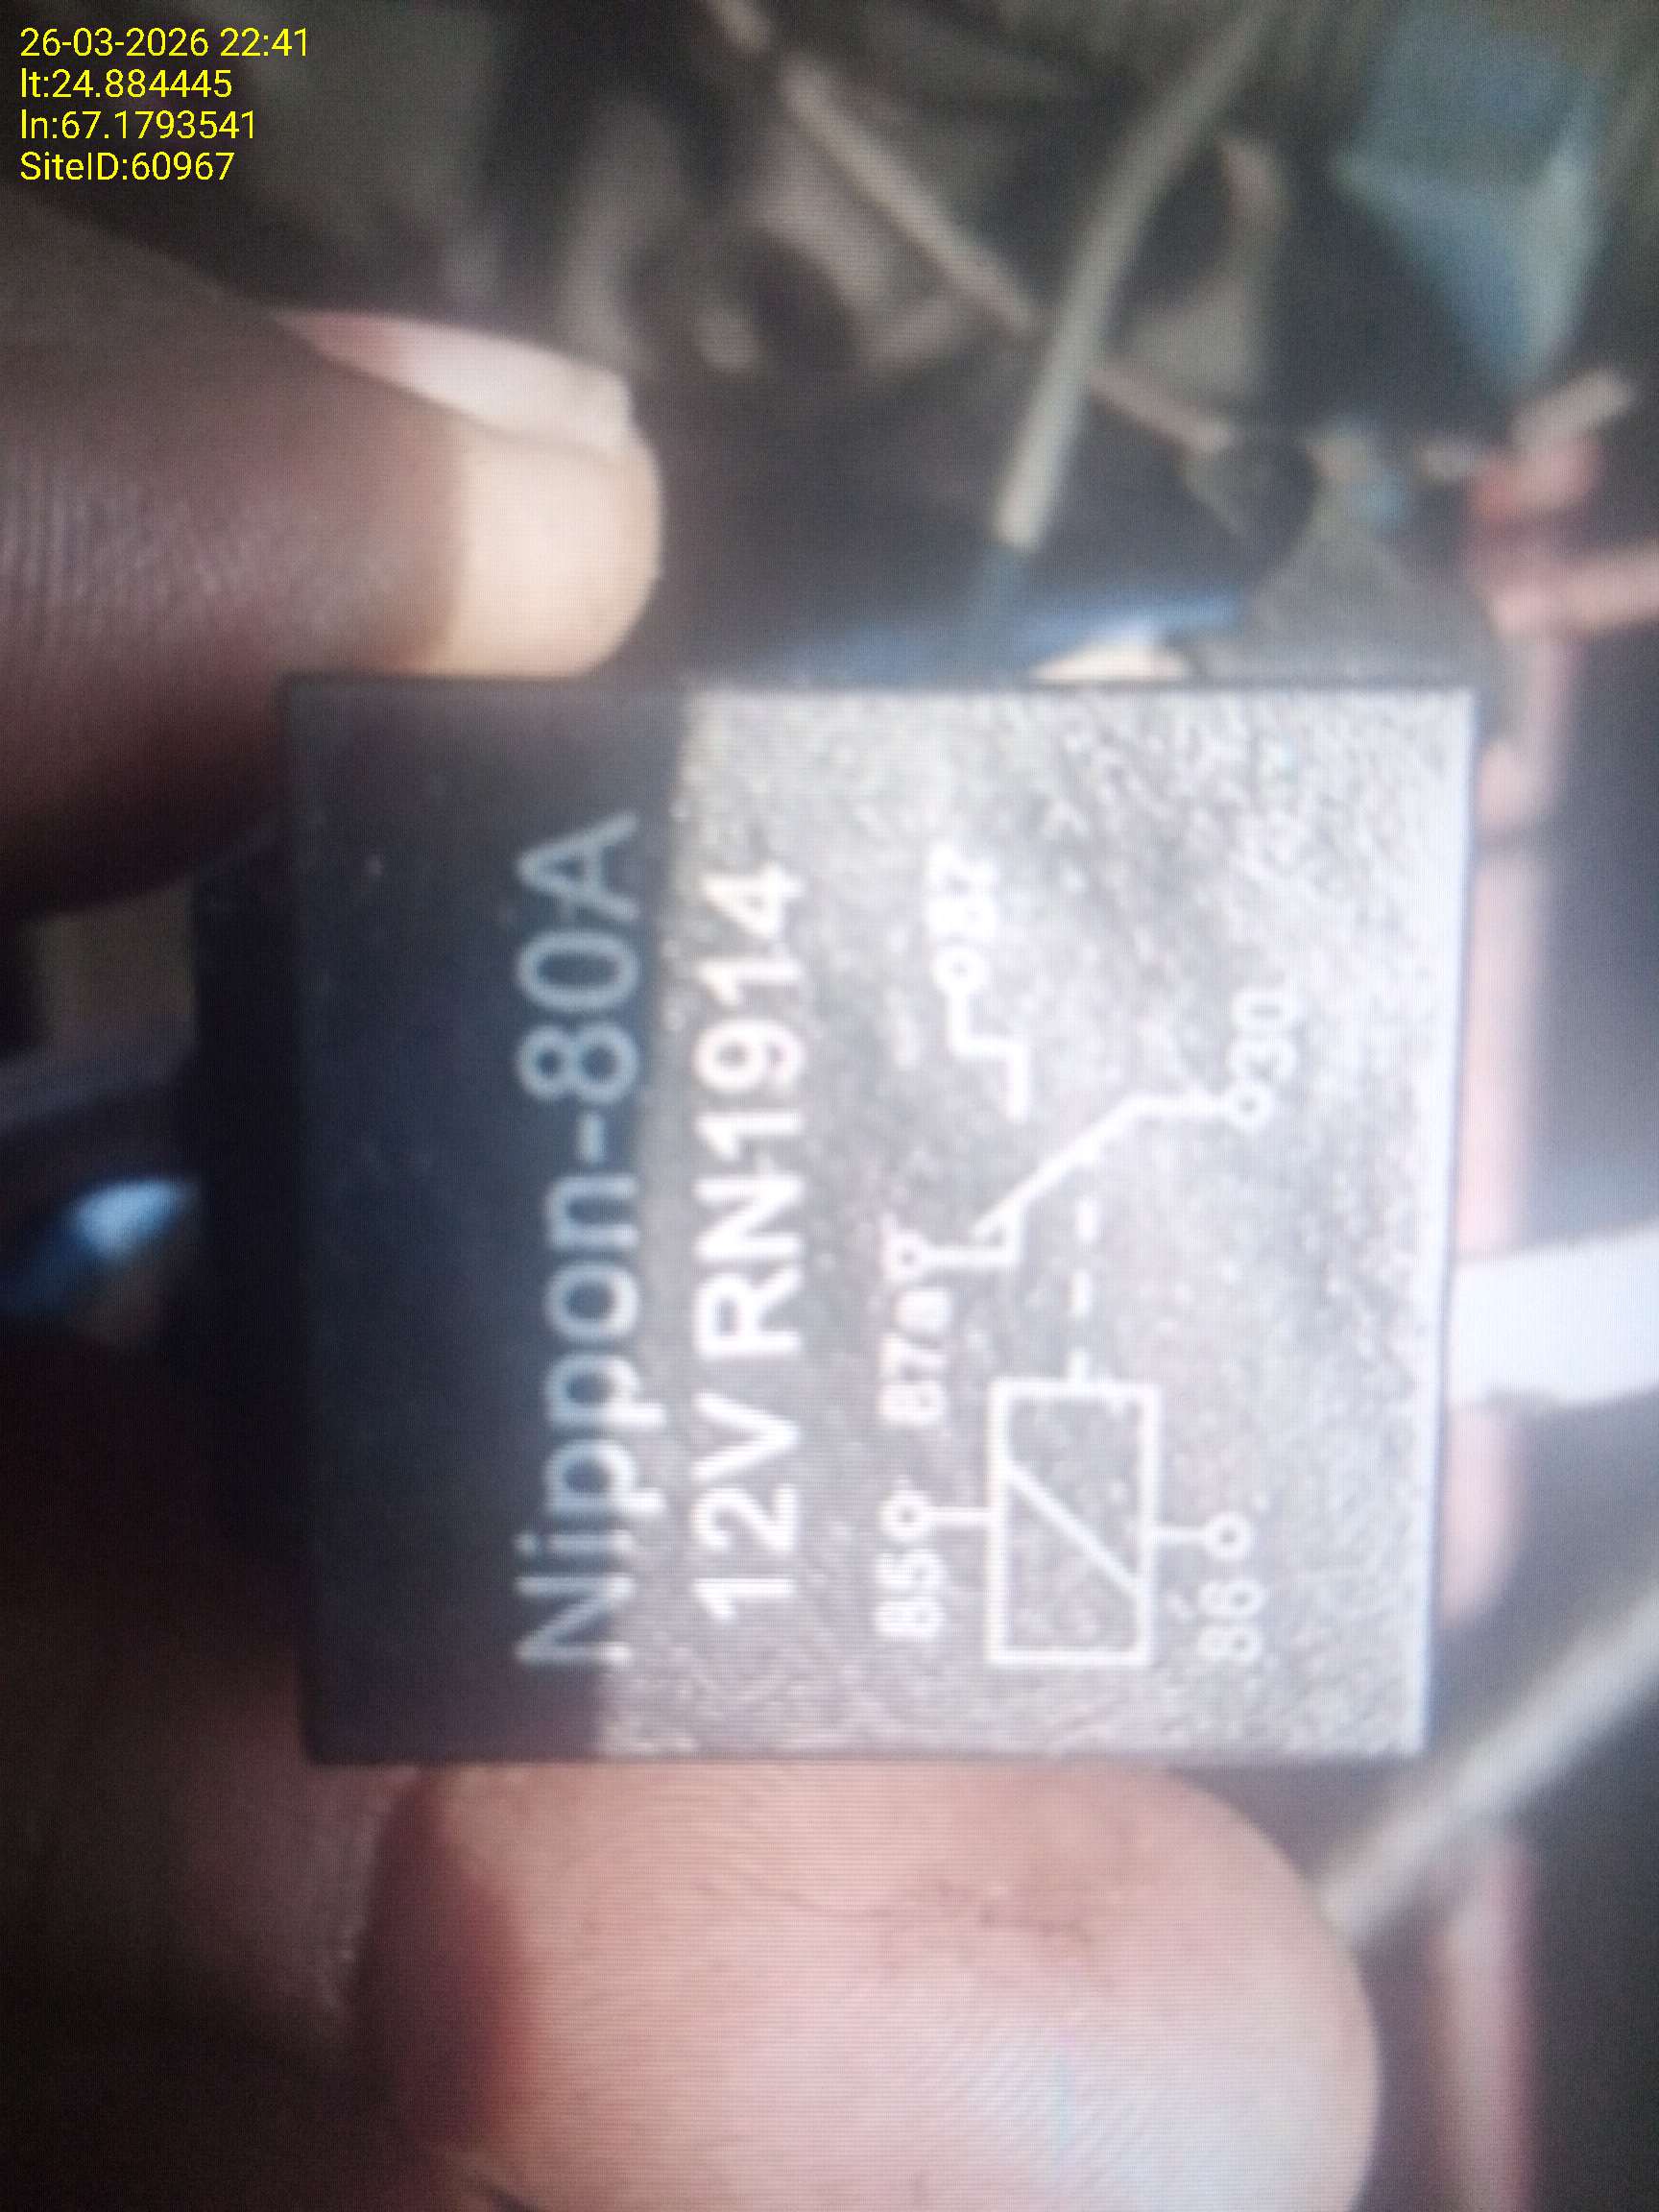 26-03-2026 22:41
lt:24.884445
ln:67.1793541
SiteID:60967
Nippon-80A
12V RN1914
85 87a 87
86 30